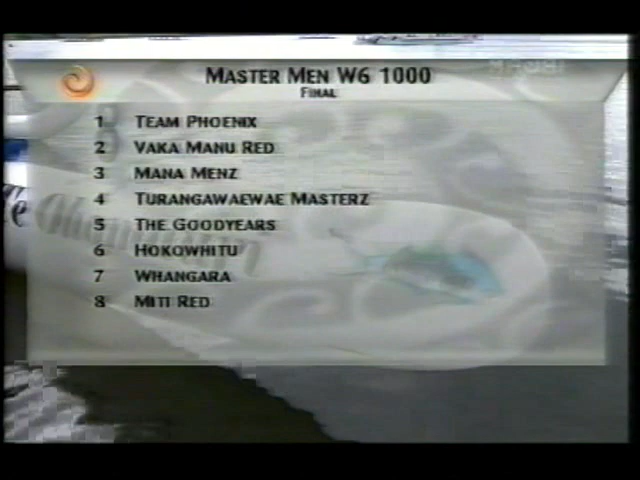 MASTER MEN W6 1000
FINAL
1 TEAM PHOENIX
2 VAKA MANU RED
3 MANA MENZ
4 TURANGAWAEWAE MASTERZ
5 THE GOODYEARS
6 HOKOWHITU
7 WHANGARA
8 MITI RED